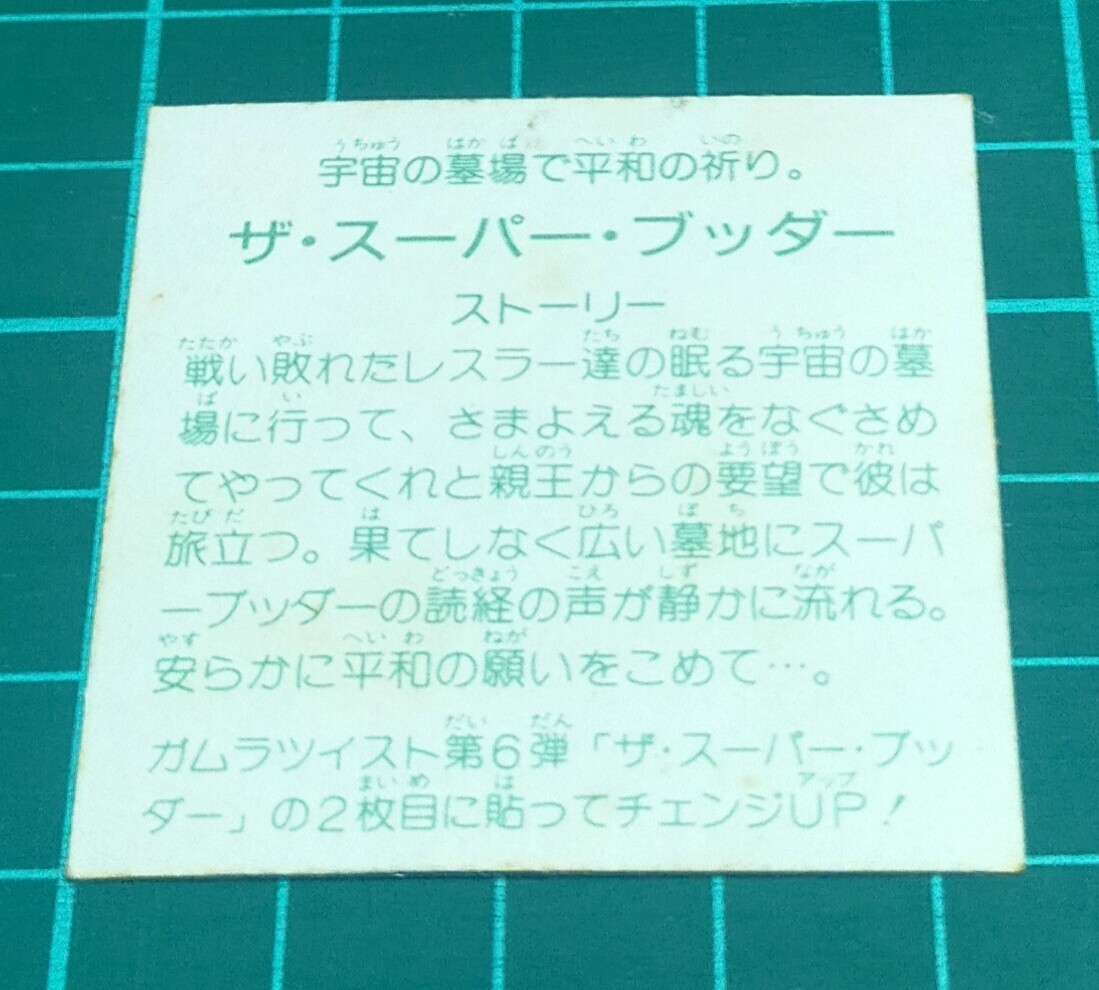 宇宙の墓場で平和の祈り。
ザ・スーパー・ブッダー
ストーリー
戦い敗れたレスラー達の眠る宇宙の墓
場に行って、さまよえる魂をなぐさめ
てやってくれと親王からの要望で彼は
旅立つ。果てしなく広い墓地にスーパ
ーブッダーの読経の声が静かに流れる。
安らかに平和の願いをこめて…。
ガムラツイスト第6弾「ザ・スーパー・ブッ
ダー」の2枚目に貼ってチェンジUP!